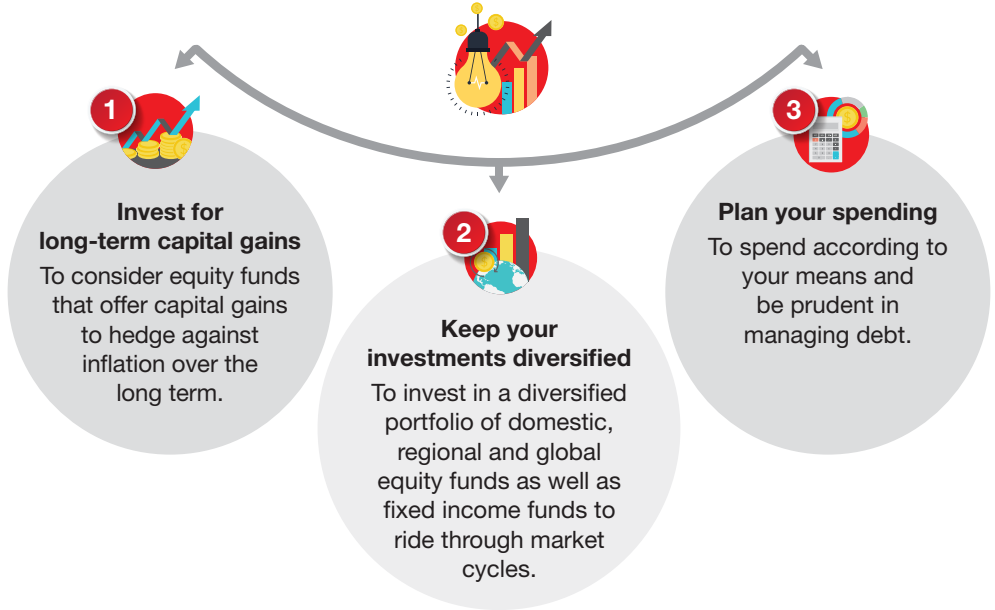 1
Invest for
long-term capital gains
To consider equity funds
that offer capital gains
to hedge against
inflation over the
long term.
2
Keep your
investments diversified
To invest in a diversified
portfolio of domestic,
regional and global
equity funds as well as
fixed income funds to
ride through market
cycles.
3
Plan your spending
To spend according to
your means and
be prudent in
managing debt.